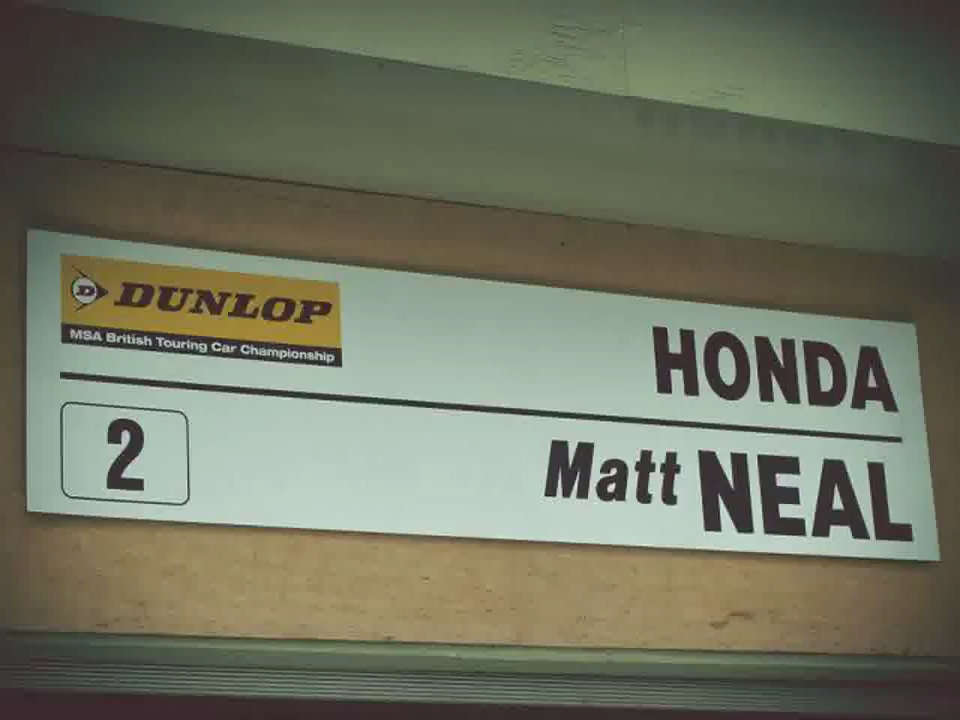 D DUNLOP
MSA British Touring Car Championship
HONDA
2
Matt NEAL